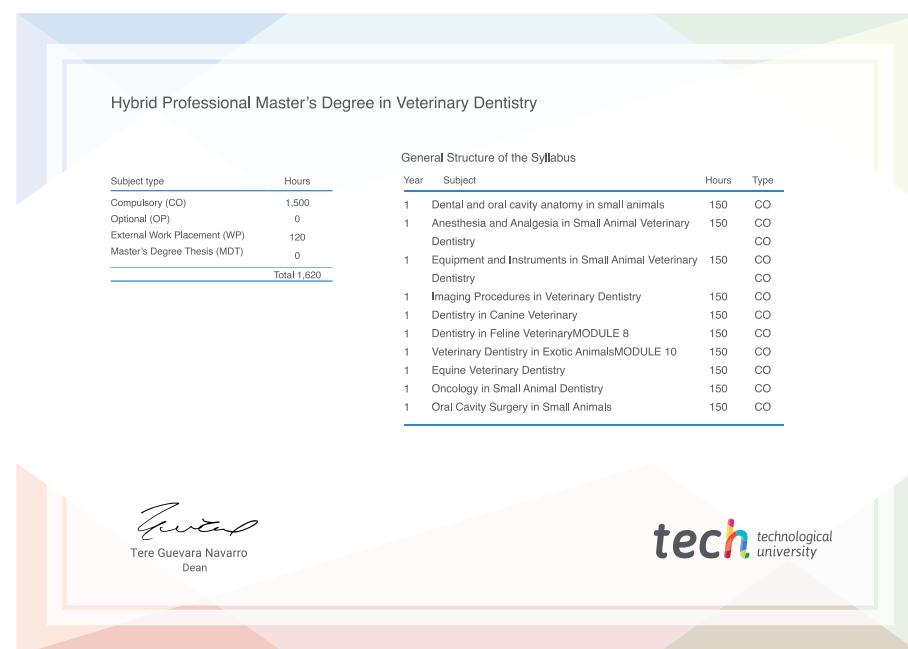 Hybrid Professional Master's Degree in Veterinary Dentistry
General Structure of the Syllabus
Subject type Hours
Compulsory (CO) 1,500
Optional (OP) 0
External Work Placement (WP) 120
Master's Degree Thesis (MDT) 0
Total 1,620
Year Subject Hours Type
1 Dental and oral cavity anatomy in small animals 150 CO
1 Anesthesia and Analgesia in Small Animal Veterinary 150 CO
Dentistry CO
1 Equipment and Instruments in Small Animal Veterinary 150 CO
Dentistry CO
1 Imaging Procedures in Veterinary Dentistry 150 CO
1 Dentistry in Canine Veterinary 150 CO
1 Dentistry in Feline VeterinaryMODULE 8 150 CO
1 Veterinary Dentistry in Exotic AnimalsMODULE 10 150 CO
1 Equine Veterinary Dentistry 150 CO
1 Oncology in Small Animal Dentistry 150 CO
1 Oral Cavity Surgery in Small Animals 150 CO
Tere Guevara Navarro
Dean
tech technological
university